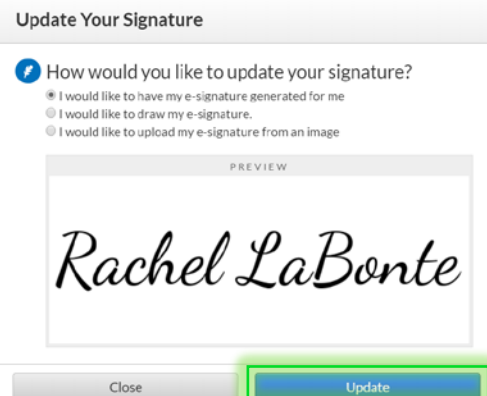 Update Your Signature
How would you like to update your signature?
I would like to have my e-signature generated for me
I would like to draw my e-signature.
I would like to upload my e-signature from an image
PREVIEW
Rachel LaBonte
Close
Update